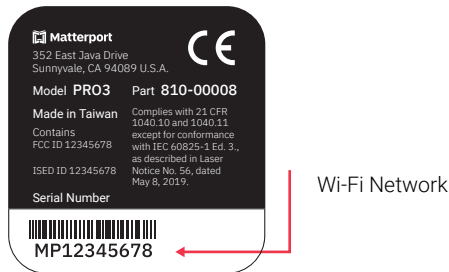 Matterport
352 East Java Drive
Sunnyvale, CA 94089 U.S.A.
CE
Model PRO3 Part 810-00008
Made in Taiwan
Contains
FCC ID 12345678
ISED ID 12345678
Complies with 21 CFR
1040.10 and 1040.11
except for conformance
with IEC 60825-1 Ed. 3.,
as described in Laser
Notice No. 56, dated
May 8, 2019.
Serial Number
MP12345678
Wi-Fi Network